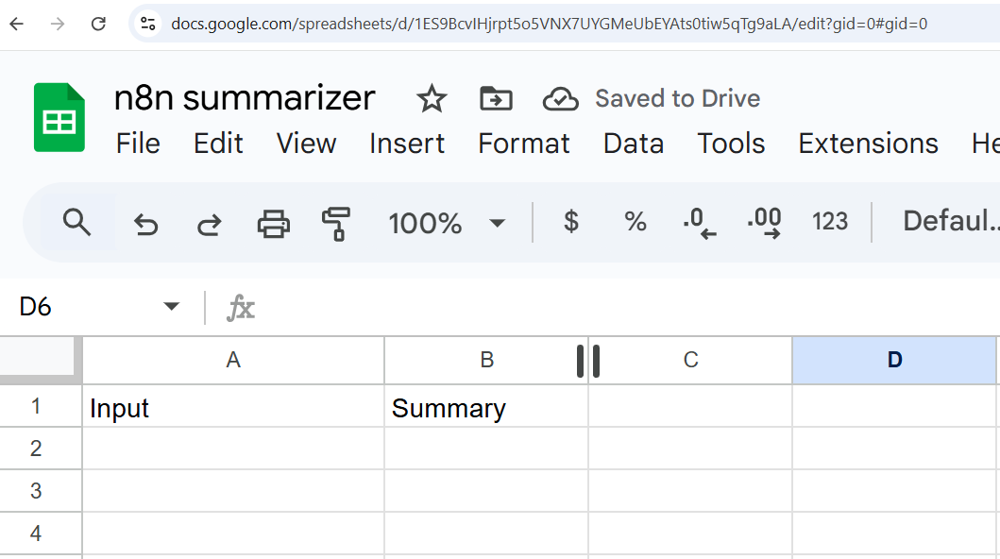 docs.google.com/spreadsheets/d/1ES9BcvIHjrpt5o5VNX7UYGMeUbEYAts0tiw5qTg9aLA/edit?gid=0#gid=0
n8n summarizer Saved to Drive
File Edit View Insert Format Data Tools Extensions He
100% $ % .0 .00 123 Defaul...
D6 fx
A B C D
1 Input Summary
2
3
4